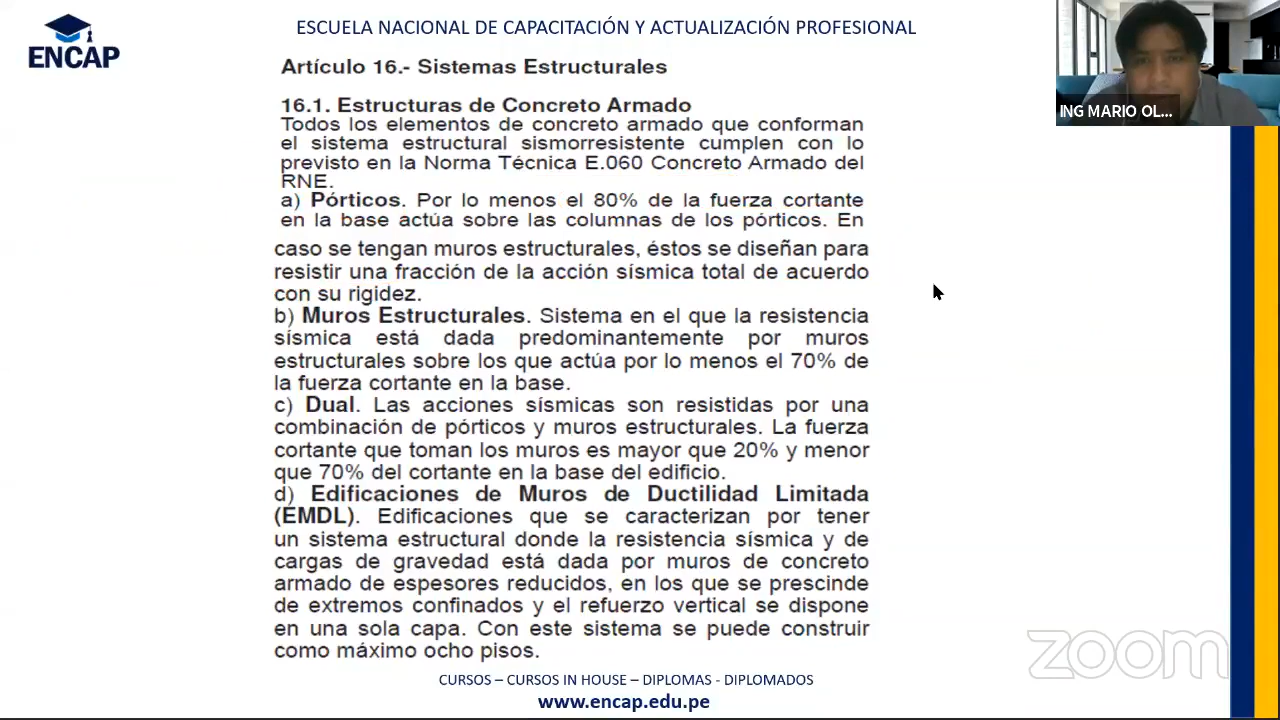 ESCUELA NACIONAL DE CAPACITACIÓN Y ACTUALIZACIÓN PROFESIONAL
ENCAP
ING MARIO OL...
Artículo 16.- Sistemas Estructurales
16.1. Estructuras de Concreto Armado
Todos los elementos de concreto armado que conforman
el sistema estructural sismorresistente cumplen con lo
previsto en la Norma Técnica E.060 Concreto Armado del
RNE.
a) Pórticos. Por lo menos el 80% de la fuerza cortante
en la base actúa sobre las columnas de los pórticos. En
caso se tengan muros estructurales, éstos se diseñan para
resistir una fracción de la acción sísmica total de acuerdo
con su rigidez.
b) Muros Estructurales. Sistema en el que la resistencia
sísmica está dada predominantemente por muros
estructurales sobre los que actúa por lo menos el 70% de
la fuerza cortante en la base.
c) Dual. Las acciones sísmicas son resistidas por una
combinación de pórticos y muros estructurales. La fuerza
cortante que toman los muros es mayor que 20% y menor
que 70% del cortante en la base del edificio.
d) Edificaciones de Muros de Ductilidad Limitada
(EMDL). Edificaciones que se caracterizan por tener
un sistema estructural donde la resistencia sísmica y de
cargas de gravedad está dada por muros de concreto
armado de espesores reducidos, en los que se prescinde
de extremos confinados y el refuerzo vertical se dispone
en una sola capa. Con este sistema se puede construir
como máximo ocho pisos.
zoom
CURSOS – CURSOS IN HOUSE – DIPLOMAS - DIPLOMADOS
www.encap.edu.pe